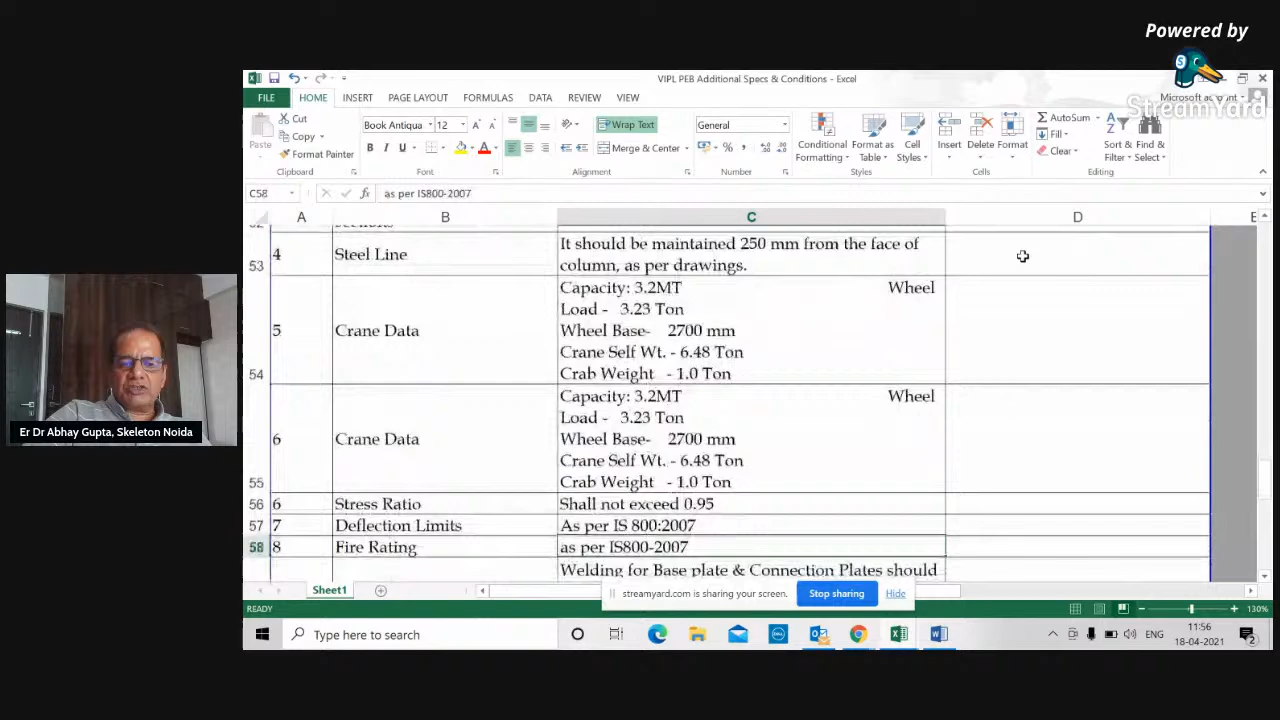 Powered by
StreamYard
VIPL PEB Additional Specs & Conditions - Excel
Microsoft account
FILE HOME INSERT PAGE LAYOUT FORMULAS DATA REVIEW VIEW
Paste
Cut
Copy
Format Painter
Clipboard
Book Antiqua 12
B I U
Font
Wrap Text
Merge & Center
Alignment
General
Number
Conditional Formatting
Format as Table
Cell Styles
Styles
Insert Delete Format
Cells
AutoSum
Fill
Clear
Sort & Filter
Find & Select
Editing
C58 fx as per IS800-2007
A B C D E
53 4 Steel Line It should be maintained 250 mm from the face of
column, as per drawings.
54 5 Crane Data Capacity: 3.2MT Wheel
Load - 3.23 Ton
Wheel Base- 2700 mm
Crane Self Wt. - 6.48 Ton
Crab Weight - 1.0 Ton
55 6 Crane Data Capacity: 3.2MT Wheel
Load - 3.23 Ton
Wheel Base- 2700 mm
Crane Self Wt. - 6.48 Ton
Crab Weight - 1.0 Ton
56 6 Stress Ratio Shall not exceed 0.95
57 7 Deflection Limits As per IS 800:2007
58 8 Fire Rating as per IS800-2007
Welding for Base plate & Connection Plates should
Sheet1
streamyard.com is sharing your screen. Stop sharing Hide
READY 130%
Type here to search
ENG
11:56
18-04-2021
2
Er Dr Abhay Gupta, Skeleton Noida